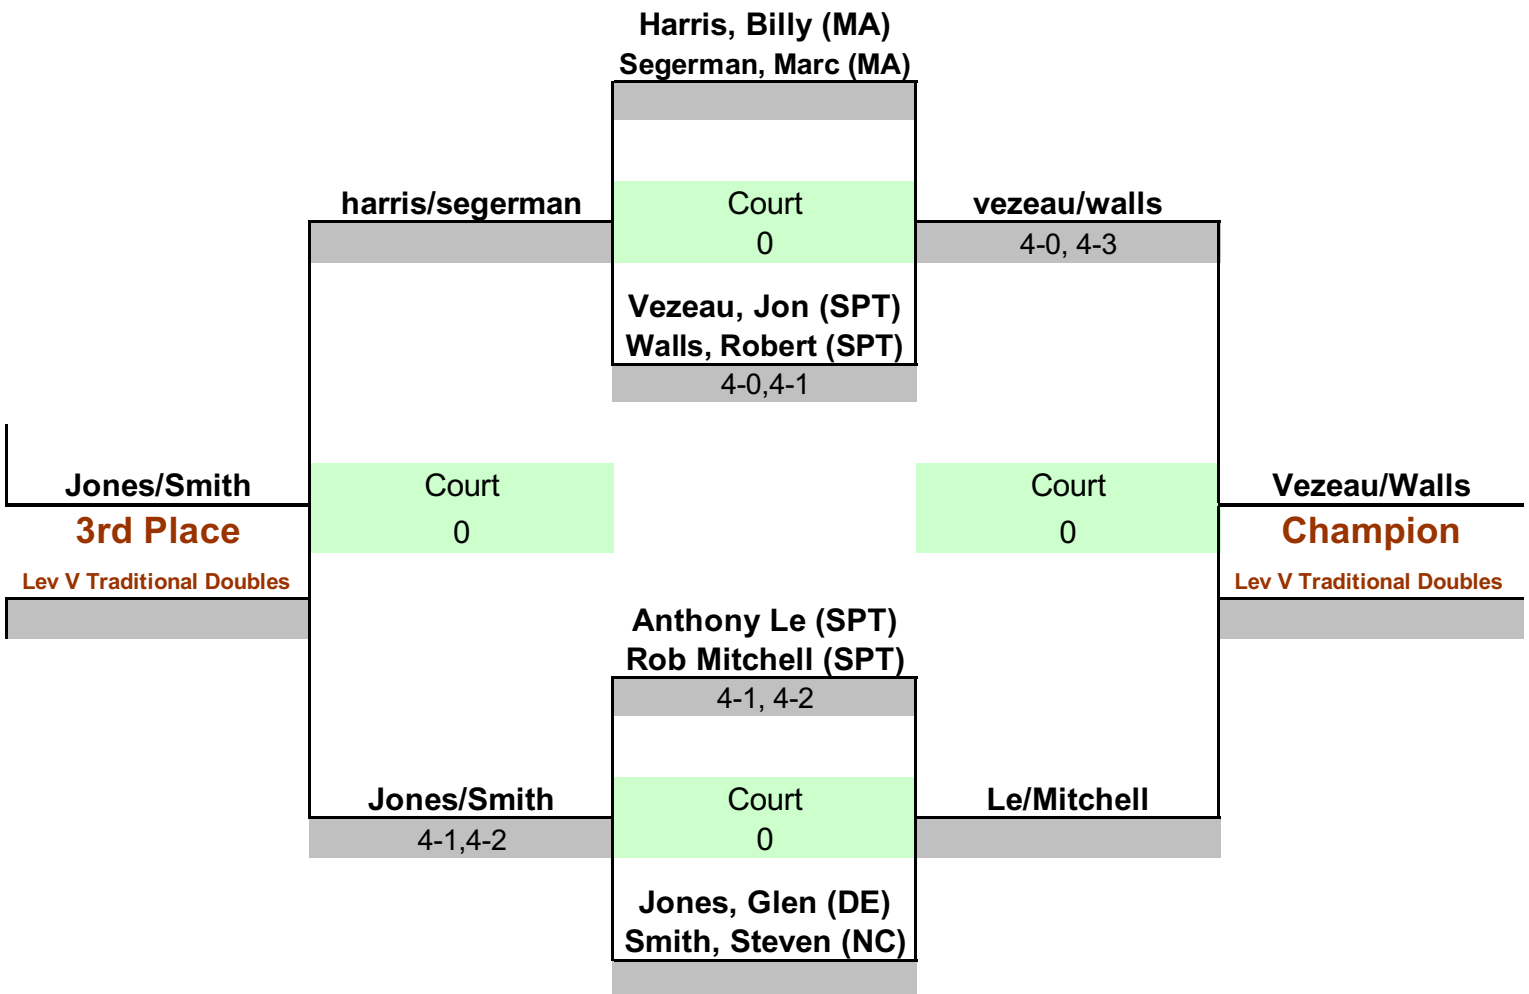 Harris, Billy (MA)
Segerman, Marc (MA)
harris/segerman
Court
vezeau/walls
0
4-0, 4-3
Vezeau, Jon (SPT)
Walls, Robert (SPT)
4-0,4-1
Jones/Smith
Court
Court
Vezeau/Walls
3rd Place
0
0
Champion
Lev V Traditional Doubles
Lev V Traditional Doubles
Anthony Le (SPT)
Rob Mitchell (SPT)
4-1, 4-2
Jones/Smith
Court
Le/Mitchell
4-1,4-2
0
Jones, Glen (DE)
Smith, Steven (NC)